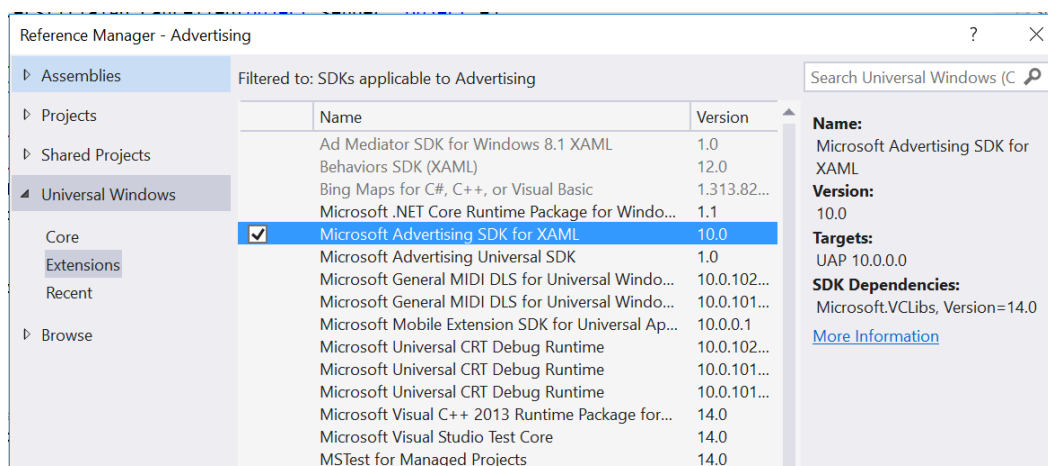 Reference Manager - Advertising
?
Assemblies
Projects
Shared Projects
Universal Windows
Core
Extensions
Recent
Browse
Filtered to: SDKs applicable to Advertising
Name Version
Ad Mediator SDK for Windows 8.1 XAML 1.0
Behaviors SDK (XAML) 12.0
Bing Maps for C#, C++, or Visual Basic 1.313.82...
Microsoft .NET Core Runtime Package for Windo... 1.1
Microsoft Advertising SDK for XAML 10.0
Microsoft Advertising Universal SDK 1.0
Microsoft General MIDI DLS for Universal Windo... 10.0.102...
Microsoft General MIDI DLS for Universal Windo... 10.0.101...
Microsoft Mobile Extension SDK for Universal Ap... 10.0.0.1
Microsoft Universal CRT Debug Runtime 10.0.102...
Microsoft Universal CRT Debug Runtime 10.0.101...
Microsoft Universal CRT Debug Runtime 10.0.101...
Microsoft Visual C++ 2013 Runtime Package for... 14.0
Microsoft Visual Studio Test Core 14.0
MSTest for Managed Projects 14.0
Search Universal Windows (C
Name:
Microsoft Advertising SDK for
XAML
Version:
10.0
Targets:
UAP 10.0.0.0
SDK Dependencies:
Microsoft.VCLibs, Version=14.0
More Information